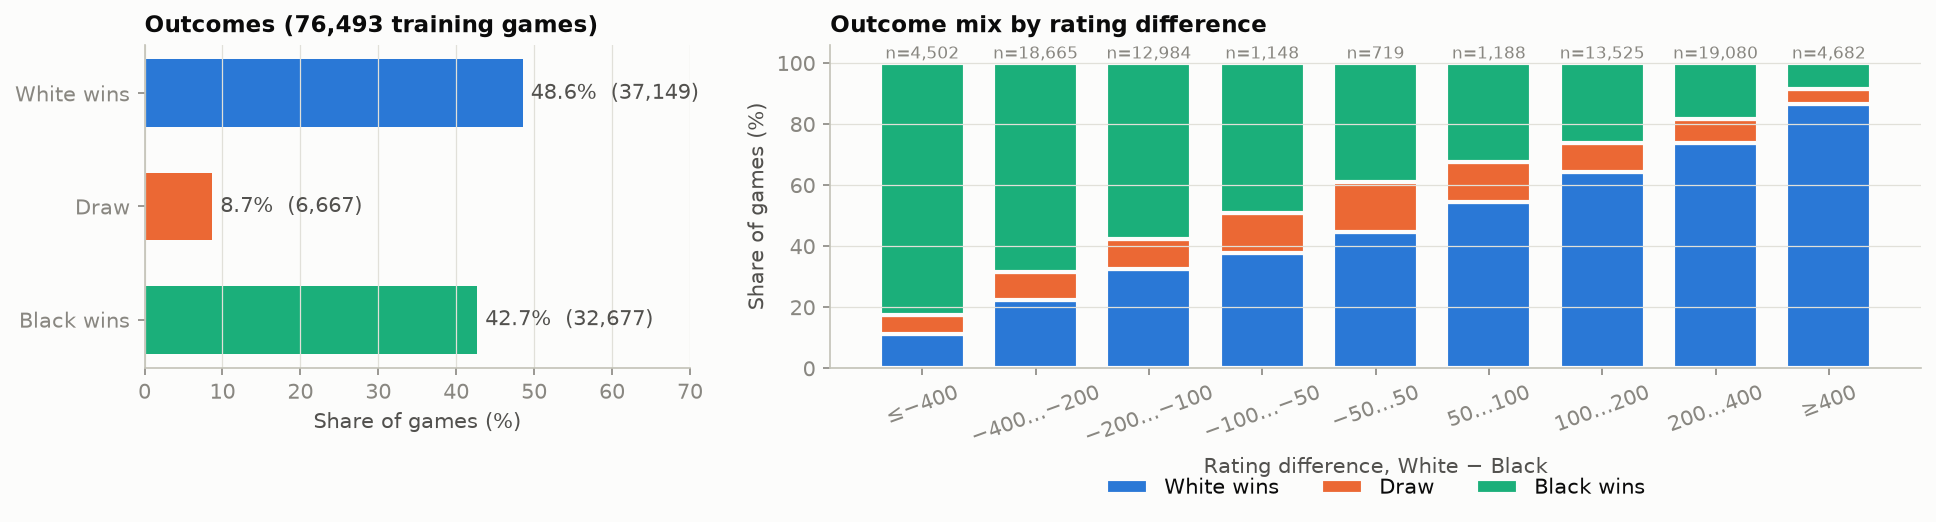 Outcomes (76,493 training games)
White wins
48.6%  (37,149)
Draw
8.7%  (6,667)
Black wins
42.7%  (32,677)
0 10 20 30 40 50 60 70
Share of games (%)
Outcome mix by rating difference
n=4,502 n=18,665 n=12,984 n=1,148 n=719 n=1,188 n=13,525 n=19,080 n=4,682
100
80
60
40
20
0
Share of games (%)
≤−400 −400…−200 −200…−100 −100…−50 −50…50 50…100 100…200 200…400 ≥400
Rating difference, White − Black
White wins Draw Black wins